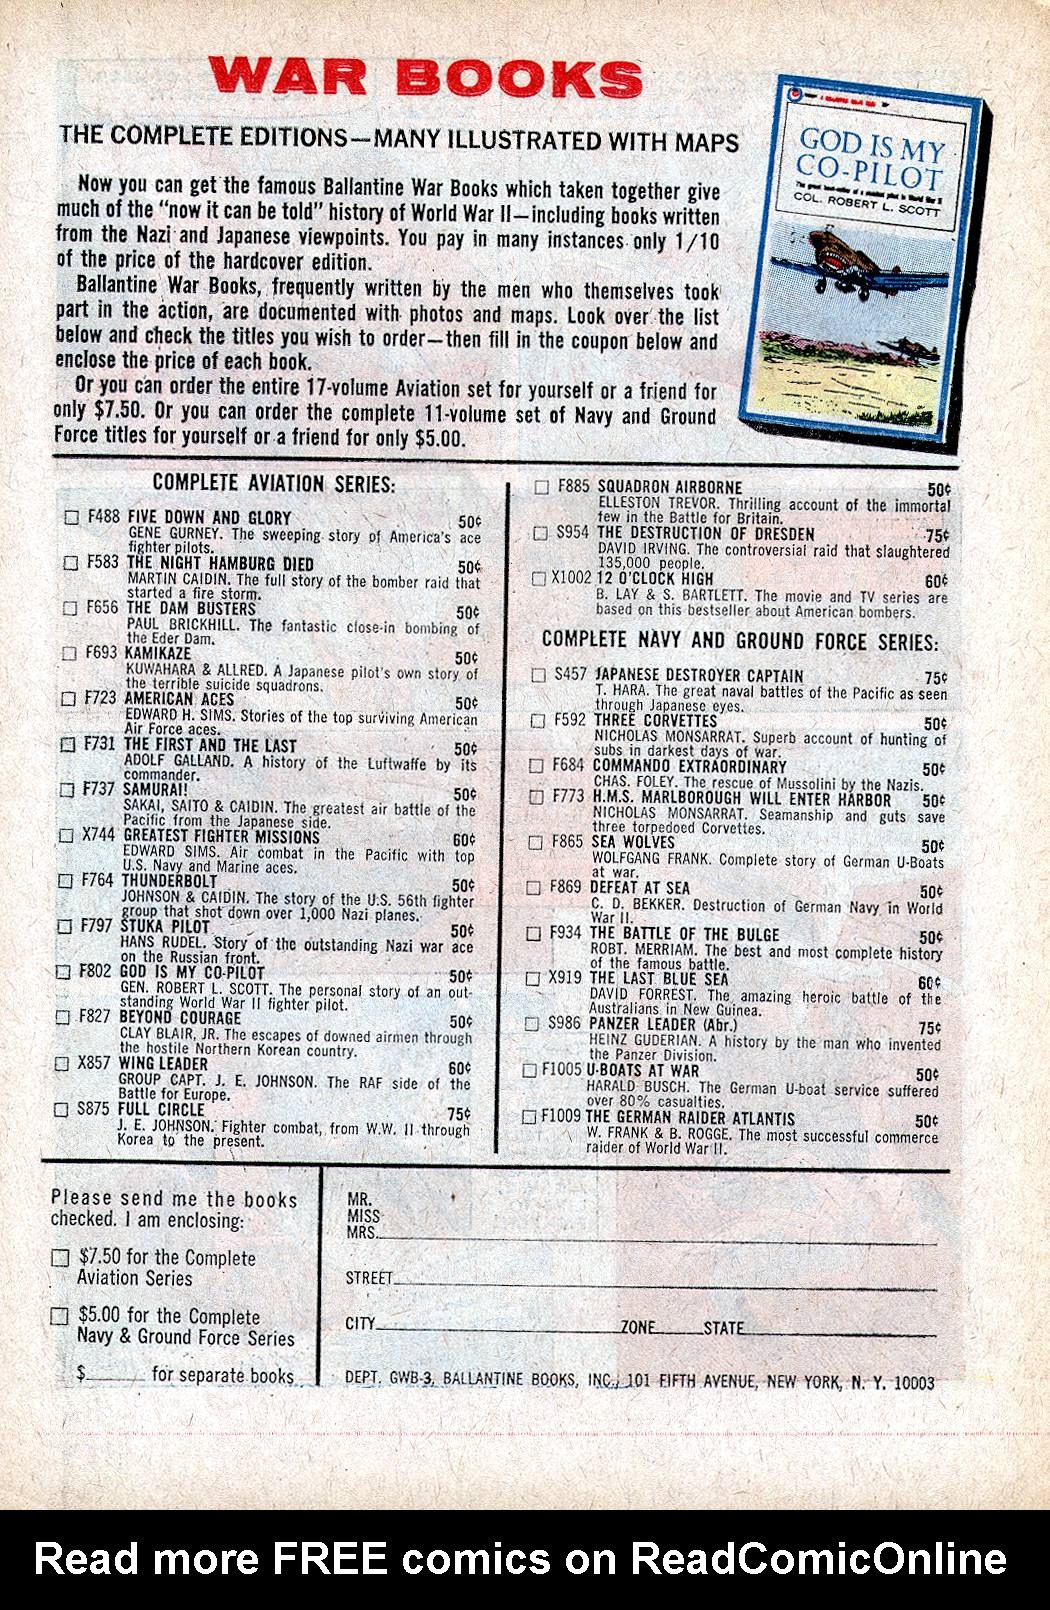 WAR BOOKS
THE COMPLETE EDITIONS—MANY ILLUSTRATED WITH MAPS
GOD IS MY
CO-PILOT
COL. ROBERT L. SCOTT
Now you can get the famous Ballantine War Books which taken together give
much of the "now it can be told" history of World War II—including books written
from the Nazi and Japanese viewpoints. You pay in many instances only 1/10
of the price of the hardcover edition.
Ballantine War Books, frequently written by the men who themselves took
part in the action, are documented with photos and maps. Look over the list
below and check the titles you wish to order—then fill in the coupon below and
enclose the price of each book.
Or you can order the entire 17-volume Aviation set for yourself or a friend for
only $7.50. Or you can order the complete 11-volume set of Navy and Ground
Force titles for yourself or a friend for only $5.00.
COMPLETE AVIATION SERIES:
F488 FIVE DOWN AND GLORY 50¢
GENE GURNEY. The sweeping story of America's ace
fighter pilots.
F583 THE NIGHT HAMBURG DIED 50¢
MARTIN CAIDIN. The full story of the bomber raid that
started a fire storm.
F656 THE DAM BUSTERS 50¢
PAUL BRICKHILL. The fantastic close-in bombing of
the Eder Dam.
F693 KAMIKAZE 50¢
KUWAHARA & ALLRED. A Japanese pilot's own story of
the terrible suicide squadrons.
F723 AMERICAN ACES 50¢
EDWARD H. SIMS. Stories of the top surviving American
Air Force aces.
F731 THE FIRST AND THE LAST 50¢
ADOLF GALLAND. A history of the Luftwaffe by its
commander.
F737 SAMURAI! 50¢
SAKAI, SAITO & CAIDIN. The greatest air battle of the
Pacific from the Japanese side.
X744 GREATEST FIGHTER MISSIONS 60¢
EDWARD SIMS. Air combat in the Pacific with top
U.S. Navy and Marine aces.
F764 THUNDERBOLT 50¢
JOHNSON & CAIDIN. The story of the U.S. 56th fighter
group that shot down over 1,000 Nazi planes.
F797 STUKA PILOT 50¢
HANS RUDEL. Story of the outstanding Nazi war ace
on the Russian front.
F802 GOD IS MY CO-PILOT 50¢
GEN. ROBERT L. SCOTT. The personal story of an out-
standing World War II fighter pilot.
F827 BEYOND COURAGE 50¢
CLAY BLAIR, JR. The escapes of downed airmen through
the hostile Northern Korean country.
X857 WING LEADER 60¢
GROUP CAPT. J. E. JOHNSON. The RAF side of the
Battle for Europe.
S875 FULL CIRCLE 75¢
J. E. JOHNSON. Fighter combat, from W.W. II through
Korea to the present.
F885 SQUADRON AIRBORNE 50¢
ELLESTON TREVOR. Thrilling account of the immortal
few in the Battle for Britain.
S954 THE DESTRUCTION OF DRESDEN 75¢
DAVID IRVING. The controversial raid that slaughtered
135,000 people.
X1002 12 O'CLOCK HIGH 60¢
B. LAY & S. BARTLETT. The movie and TV series are
based on this bestseller about American bombers.
COMPLETE NAVY AND GROUND FORCE SERIES:
S457 JAPANESE DESTROYER CAPTAIN 75¢
T. HARA. The great naval battles of the Pacific as seen
through Japanese eyes.
F592 THREE CORVETTES 50¢
NICHOLAS MONSARRAT. Superb account of hunting of
subs in darkest days of war.
F684 COMMANDO EXTRAORDINARY 50¢
CHAS. FOLEY. The rescue of Mussolini by the Nazis.
F773 H.M.S. MARLBOROUGH WILL ENTER HARBOR 50¢
NICHOLAS MONSARRAT. Seamanship and guts save
three torpedoed Corvettes.
F865 SEA WOLVES 50¢
WOLFGANG FRANK. Complete story of German U-Boats
at war.
F869 DEFEAT AT SEA 50¢
C. D. BEKKER. Destruction of German Navy in World
War II.
F934 THE BATTLE OF THE BULGE 50¢
ROBT. MERRIAM. The best and most complete history
of the famous battle.
X919 THE LAST BLUE SEA 60¢
DAVID FORREST. The amazing heroic battle of the
Australians in New Guinea.
S986 PANZER LEADER (Abr.) 75¢
HEINZ GUDERIAN. A history by the man who invented
the Panzer Division.
F1005 U-BOATS AT WAR 50¢
HARALD BUSCH. The German U-boat service suffered
over 80% casualties.
F1009 THE GERMAN RAIDER ATLANTIS 50¢
W. FRANK & B. ROGGE. The most successful commerce
raider of World War II.
Please send me the books
checked. I am enclosing:
$7.50 for the Complete
Aviation Series
$5.00 for the Complete
Navy & Ground Force Series
$ for separate books
MR.
MISS
MRS.
STREET
CITY ZONE STATE
DEPT. GWB-3, BALLANTINE BOOKS, INC., 101 FIFTH AVENUE, NEW YORK, N. Y. 10003
Read more FREE comics on ReadComicOnline